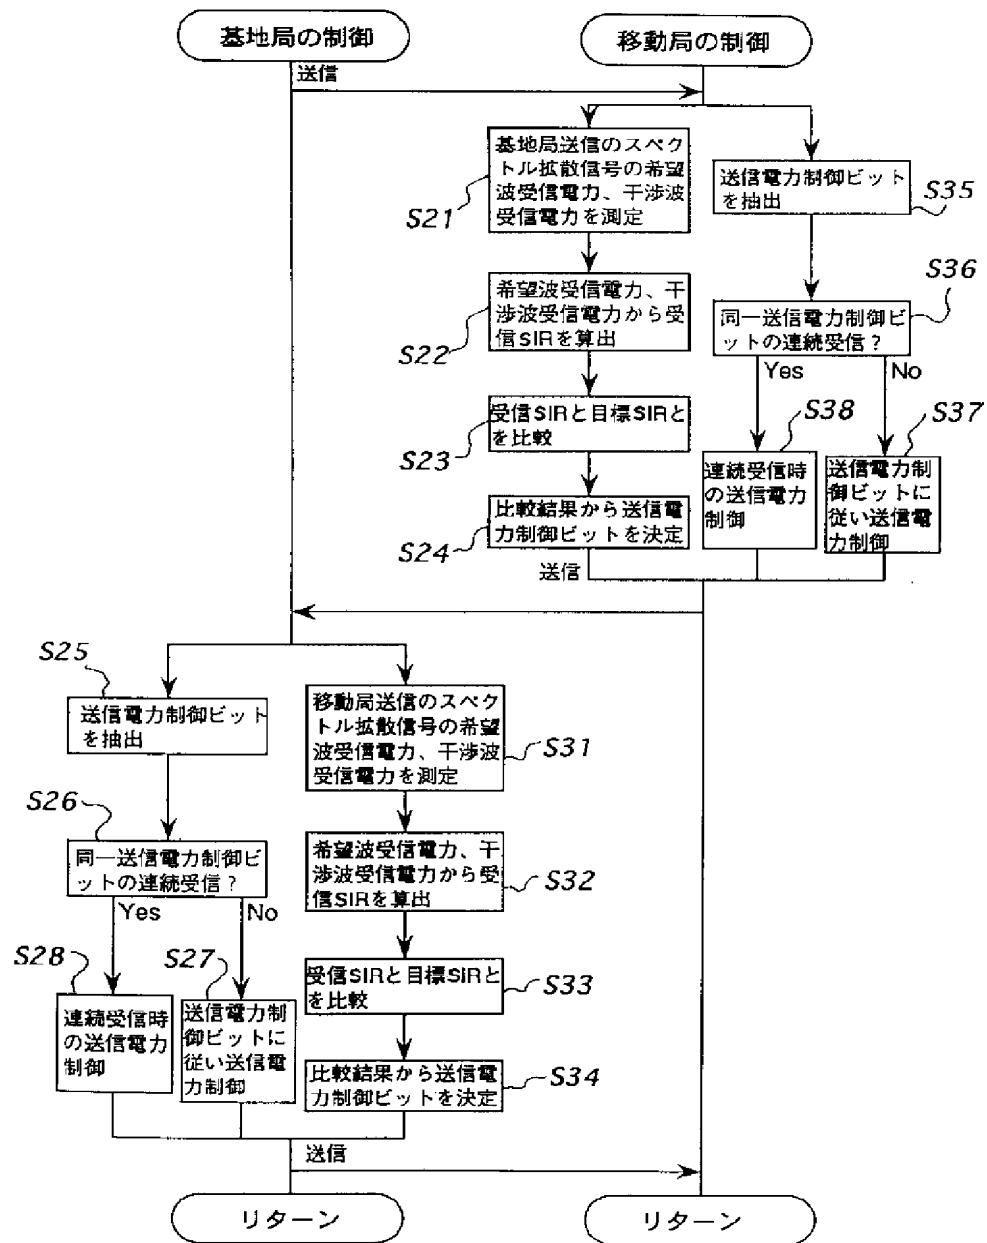 基地局の制御
移動局の制御
送信
基地局送信のスペク
トル拡散信号の希望
波受信電力、干渉波
受信電力を測定
S21
送信電力制御ビット
を抽出
S35
希望波受信電力、干
渉波受信電力から受
信SIRを算出
S22
同一送信電力制御ビ
ットの連続受信？
S36
Yes
No
受信SIRと目標SIRと
を比較
S23
連続受信時
の送信電力
制御
S38
送信電力制
御ビットに
従い送信電
力制御
S37
比較結果から送信電
力制御ビットを決定
S24
送信
S25
送信電力制御ビット
を抽出
移動局送信のスペク
トル拡散信号の希望
波受信電力、干渉波
受信電力を測定
S31
S26
同一送信電力制御ビ
ットの連続受信？
Yes
No
希望波受信電力、干
渉波受信電力から受
信SIRを算出
S32
S28
連続受信時
の送信電力
制御
S27
送信電力制
御ビットに
従い送信電
力制御
受信SIRと目標SIRと
を比較
S33
比較結果から送信電
力制御ビットを決定
S34
送信
リターン
リターン